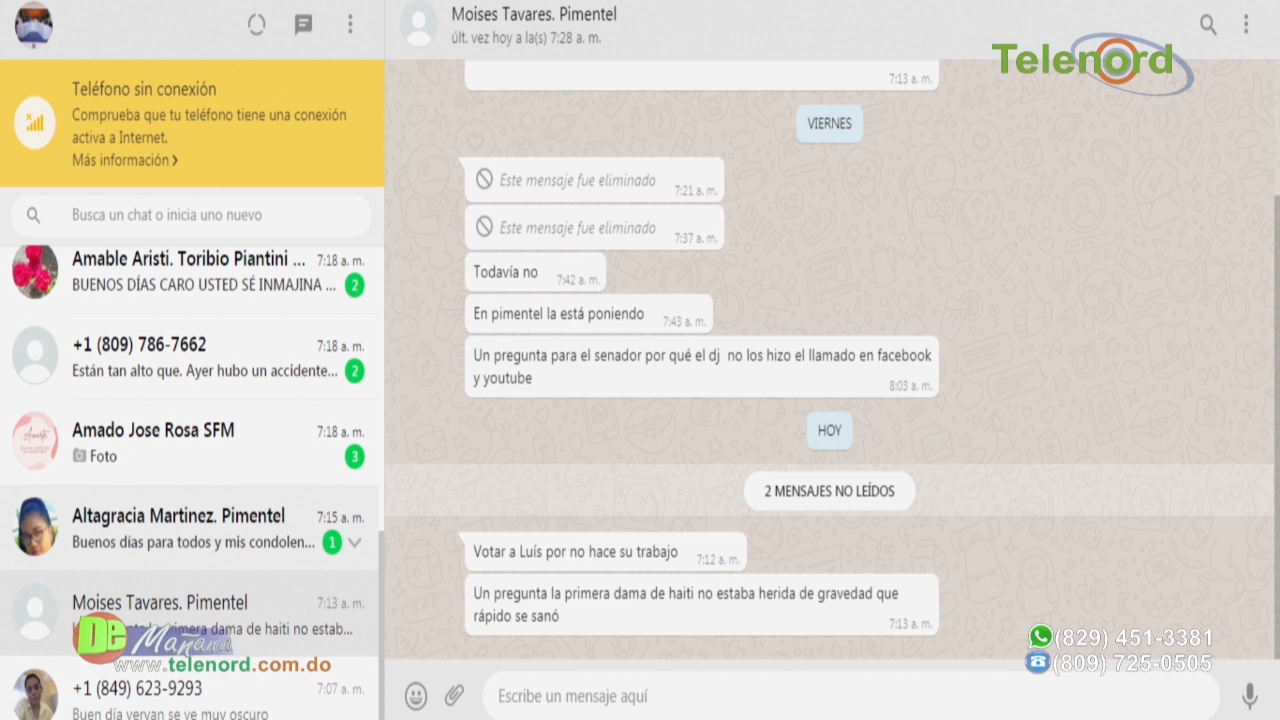 Teléfono sin conexión
Comprueba que tu teléfono tiene una conexión
activa a Internet.
Más información
Busca un chat o inicia uno nuevo
Amable Aristi. Toribio Piantini ... 7:18 a. m.
BUENOS DÍAS CARO USTED SÉ INMAJINA ... 2
+1 (809) 786-7662 7:18 a. m.
Están tan alto que. Ayer hubo un accidente... 2
Amado Jose Rosa SFM 7:18 a. m.
Foto 3
Altagracia Martinez. Pimentel 7:15 a. m.
Buenos días para todos y mis condolen... 1
Moises Tavares. Pimentel 7:13 a. m.
primera dama de haiti no estab...
De Mañana
www.telenord.com.do
+1 (849) 623-9293 7:07 a. m.
Buen día yervan se ve muy oscuro
Moises Tavares. Pimentel
últ. vez hoy a la(s) 7:28 a. m.
Telenord
7:13 a. m.
VIERNES
Este mensaje fue eliminado 7:21 a. m.
Este mensaje fue eliminado 7:37 a. m.
Todavía no 7:42 a. m.
En pimentel la está poniendo 7:43 a. m.
Un pregunta para el senador por qué el dj no los hizo el llamado en facebook
y youtube 8:03 a. m.
HOY
2 MENSAJES NO LEÍDOS
Votar a Luís por no hace su trabajo 7:12 a. m.
Un pregunta la primera dama de haiti no estaba herida de gravedad que
rápido se sanó 7:13 a. m.
(829) 451-3381
(809) 725-0505
Escribe un mensaje aquí